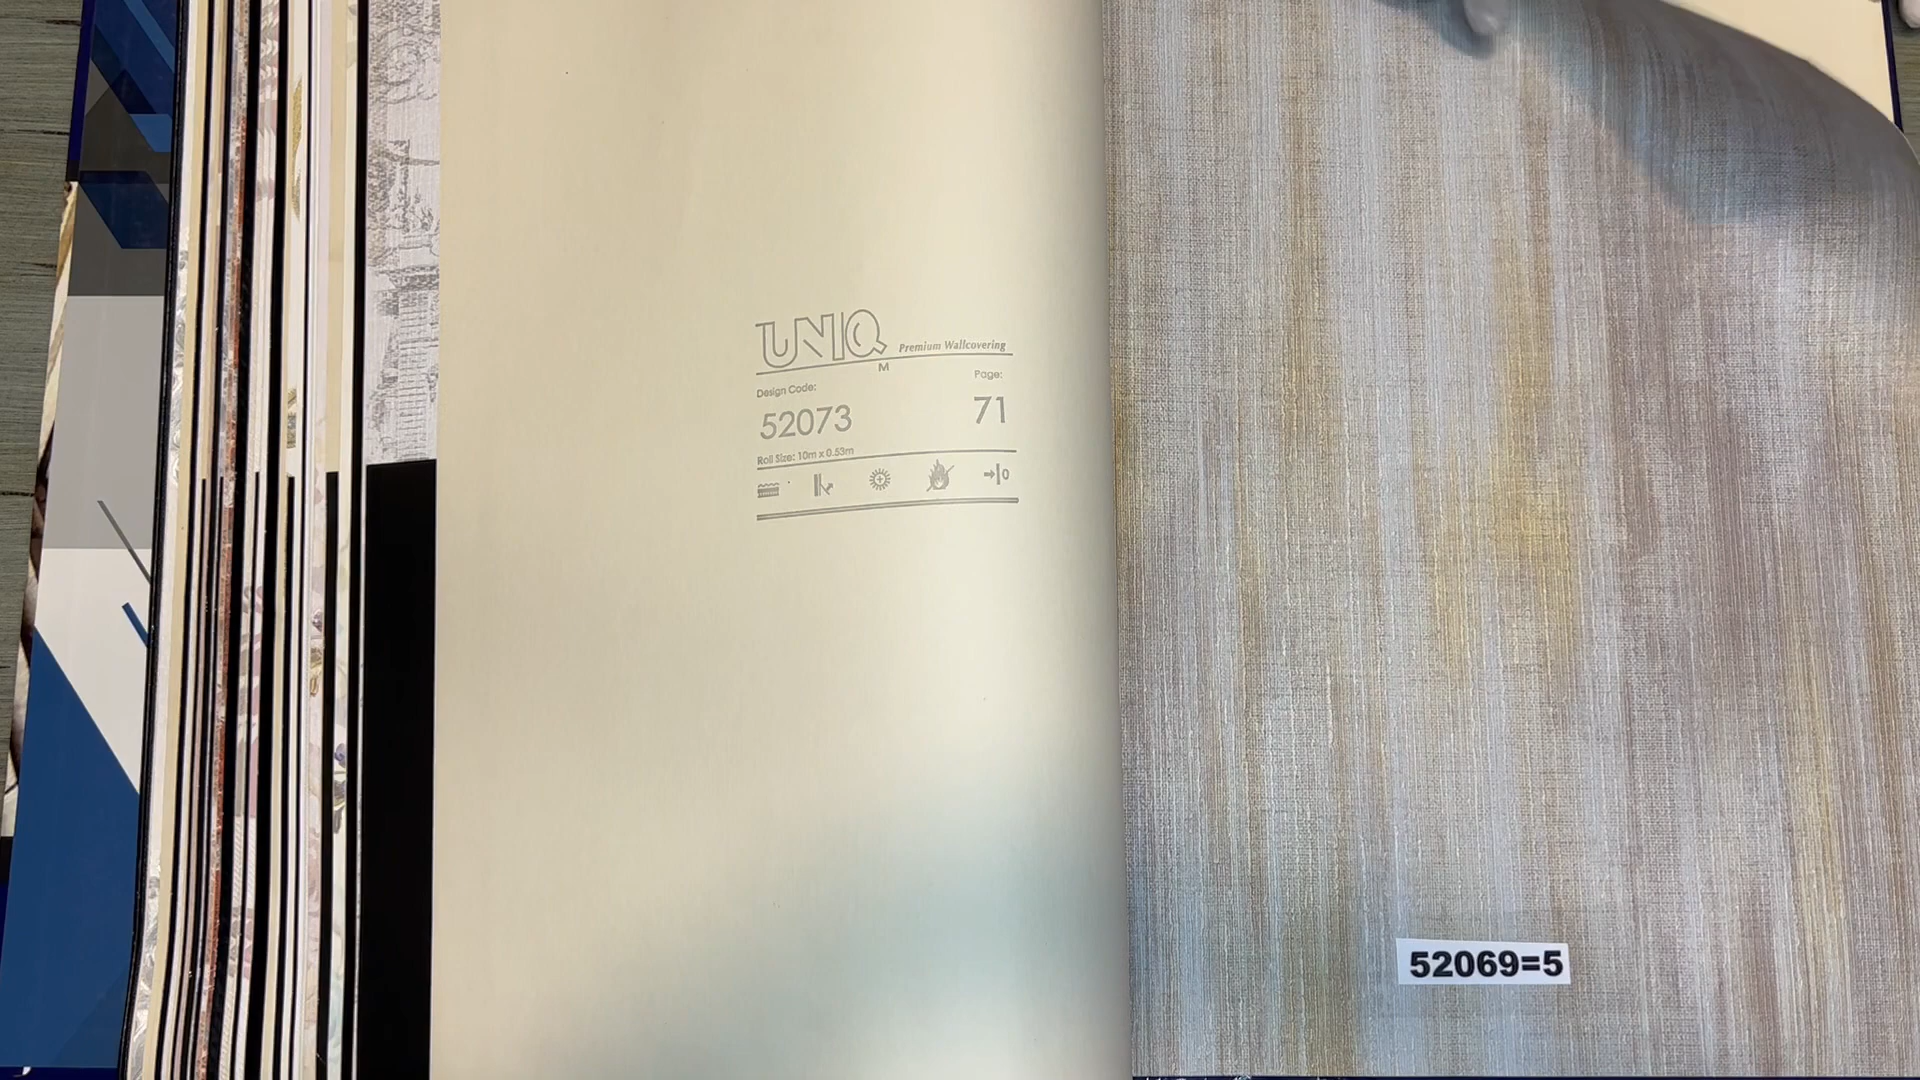 UNIQ Premium Wallcovering
M
Design Code: Page:
52073 71
Roll Size: 10m x 0.53m
52069=5